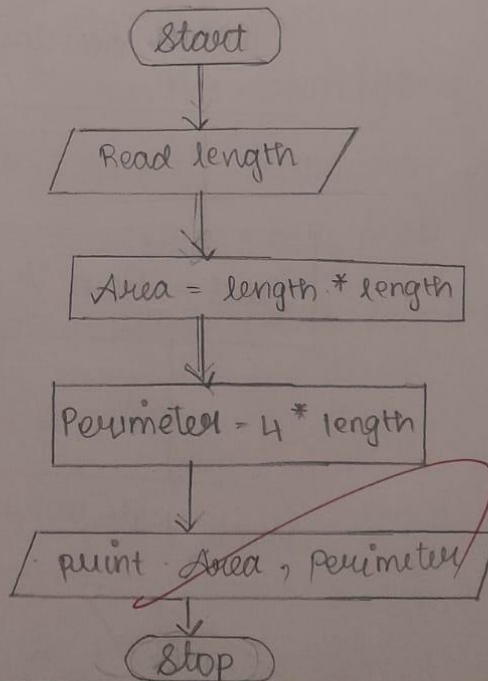 Start
Read length
Area = length * length
Perimeter = 4 * length
print Area, perimeter
Stop